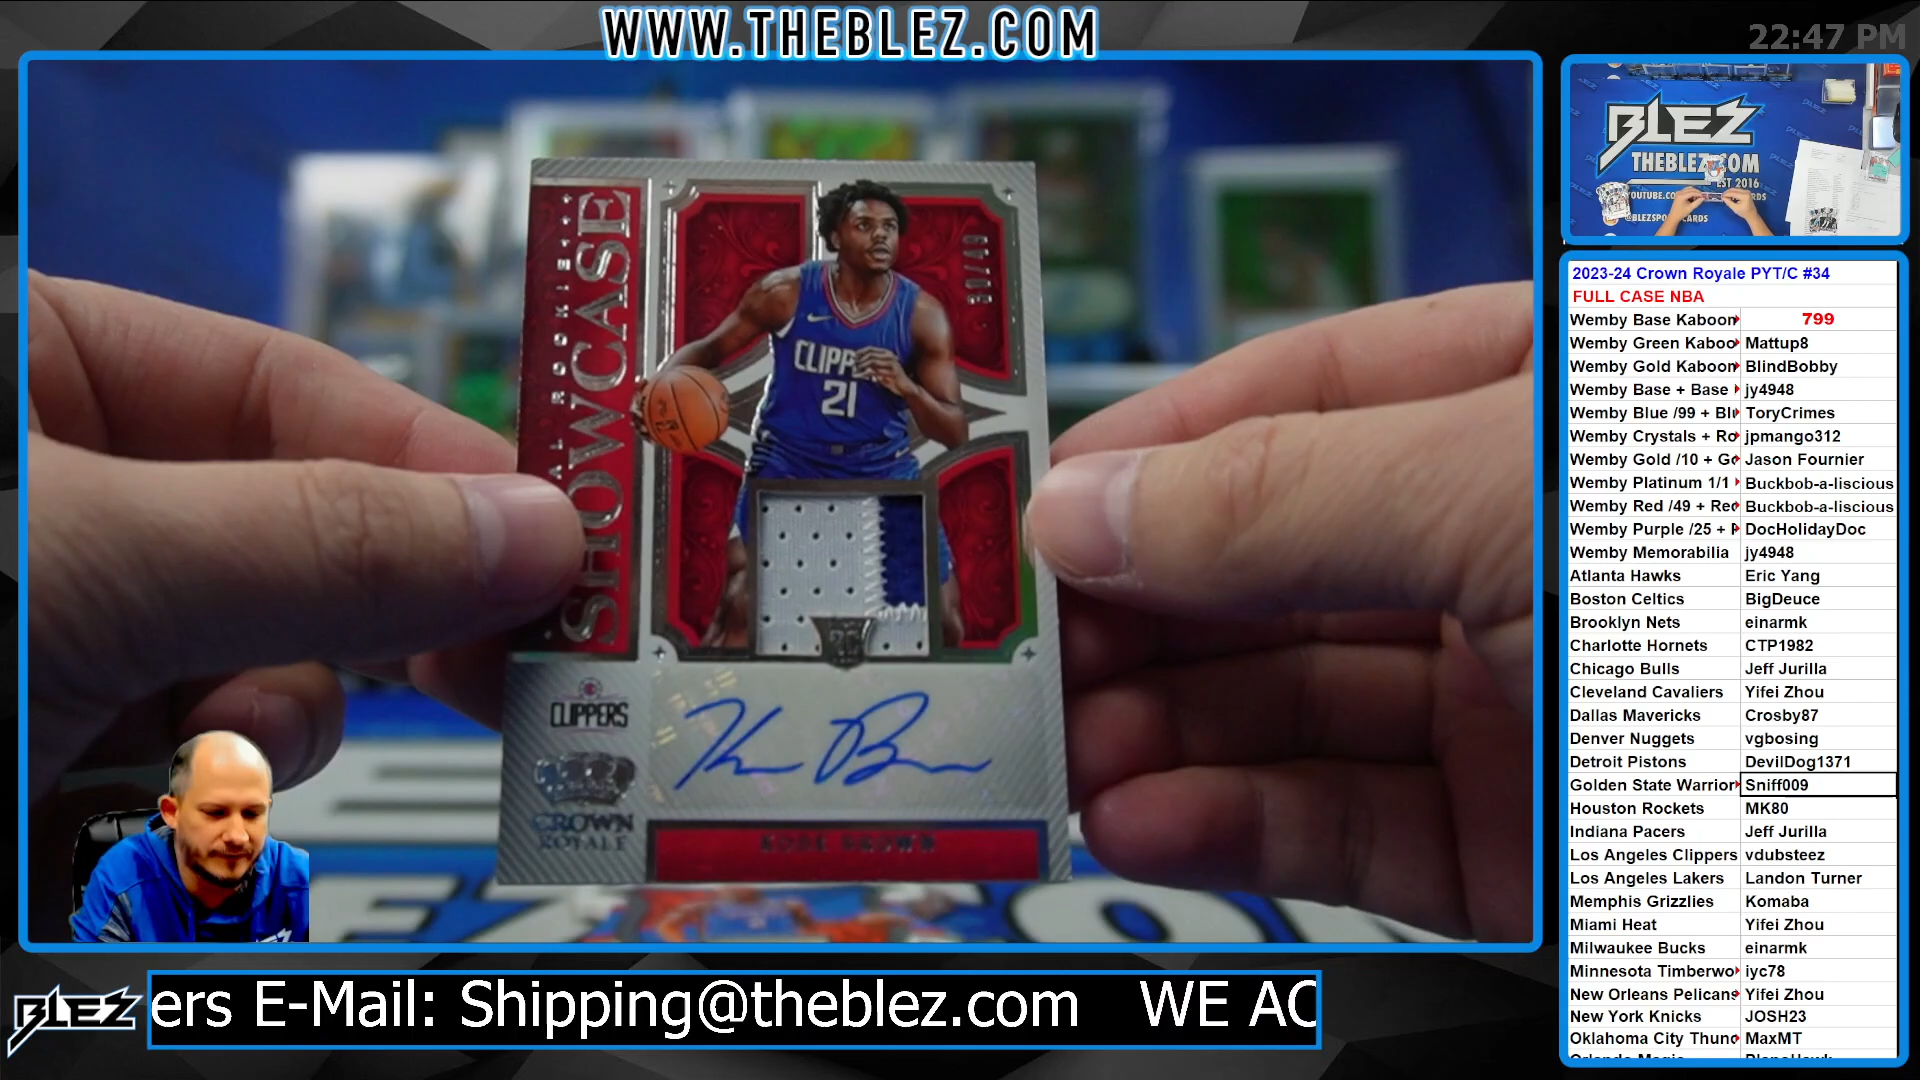 WWW.THEBLEZ.COM
22:47 PM
SHOWCASE
CLIPPERS
21
CLIPPERS
CROWN
ROYALE
KOBE BROWN
BLEZ
THEBLEZ.COM
EST 2016
2023-24 Crown Royale PYT/C #34
FULL CASE NBA
Wemby Base Kaboon 799
Wemby Green Kaboo Mattup8
Wemby Gold Kaboon BlindBobby
Wemby Base + Base jy4948
Wemby Blue /99 + Blu ToryCrimes
Wemby Crystals + Ro jpmango312
Wemby Gold /10 + Go Jason Fournier
Wemby Platinum 1/1 Buckbob-a-liscious
Wemby Red /49 + Red Buckbob-a-liscious
Wemby Purple /25 + P DocHolidayDoc
Wemby Memorabilia jy4948
Atlanta Hawks Eric Yang
Boston Celtics BigDeuce
Brooklyn Nets einarmk
Charlotte Hornets CTP1982
Chicago Bulls Jeff Jurilla
Cleveland Cavaliers Yifei Zhou
Dallas Mavericks Crosby87
Denver Nuggets vgbosing
Detroit Pistons DevilDog1371
Golden State Warrior Sniff009
Houston Rockets MK80
Indiana Pacers Jeff Jurilla
Los Angeles Clippers vdubsteez
Los Angeles Lakers Landon Turner
Memphis Grizzlies Komaba
Miami Heat Yifei Zhou
Milwaukee Bucks einarmk
Minnesota Timberwo iyc78
New Orleans Pelicans Yifei Zhou
New York Knicks JOSH23
Oklahoma City Thund MaxMT
BLEZ
ers E-Mail: Shipping@theblez.com WE AC